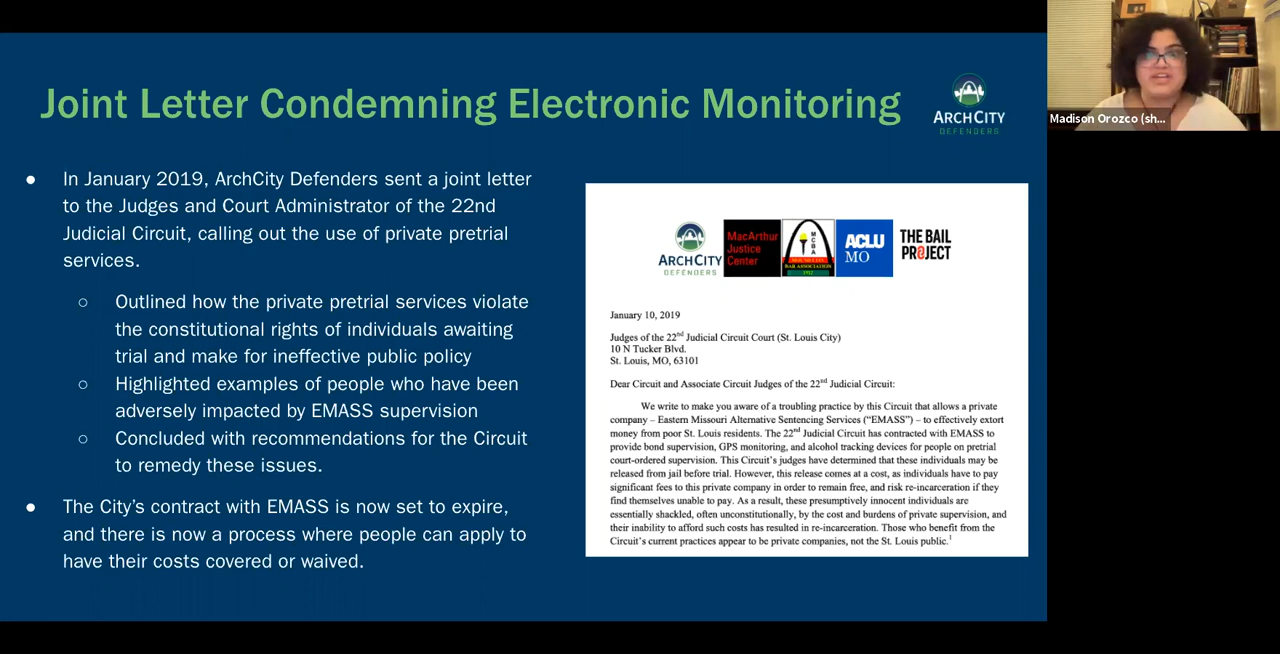 Joint Letter Condemning Electronic Monitoring
ARCHCITY
DEFENDERS
Madison Orozco (sh...
● In January 2019, ArchCity Defenders sent a joint letter
to the Judges and Court Administrator of the 22nd
Judicial Circuit, calling out the use of private pretrial
services.
○ Outlined how the private pretrial services violate
the constitutional rights of individuals awaiting
trial and make for ineffective public policy
○ Highlighted examples of people who have been
adversely impacted by EMASS supervision
○ Concluded with recommendations for the Circuit
to remedy these issues.
● The City's contract with EMASS is now set to expire,
and there is now a process where people can apply to
have their costs covered or waived.
ARCHCITY
DEFENDERS
MacArthur
Justice
Center
MCBA
MOUND CITY
BAR ASSOCIATION
1922
ACLU
MO
THE BAIL
PR@JECT
January 10, 2019
Judges of the 22nd Judicial Circuit Court (St. Louis City)
10 N Tucker Blvd.
St. Louis, MO, 63101
Dear Circuit and Associate Circuit Judges of the 22nd Judicial Circuit:
We write to make you aware of a troubling practice by this Circuit that allows a private
company – Eastern Missouri Alternative Sentencing Services ("EMASS") – to effectively extort
money from poor St. Louis residents. The 22nd Judicial Circuit has contracted with EMASS to
provide bond supervision, GPS monitoring, and alcohol tracking devices for people on pretrial
court-ordered supervision. This Circuit's judges have determined that these individuals may be
released from jail before trial. However, this release comes at a cost, as individuals have to pay
significant fees to this private company in order to remain free, and risk re-incarceration if they
find themselves unable to pay. As a result, these presumptively innocent individuals are
essentially shackled, often unconstitutionally, by the cost and burdens of private supervision, and
their inability to afford such costs has resulted in re-incarceration. Those who benefit from the
Circuit's current practices appear to be private companies, not the St. Louis public.1